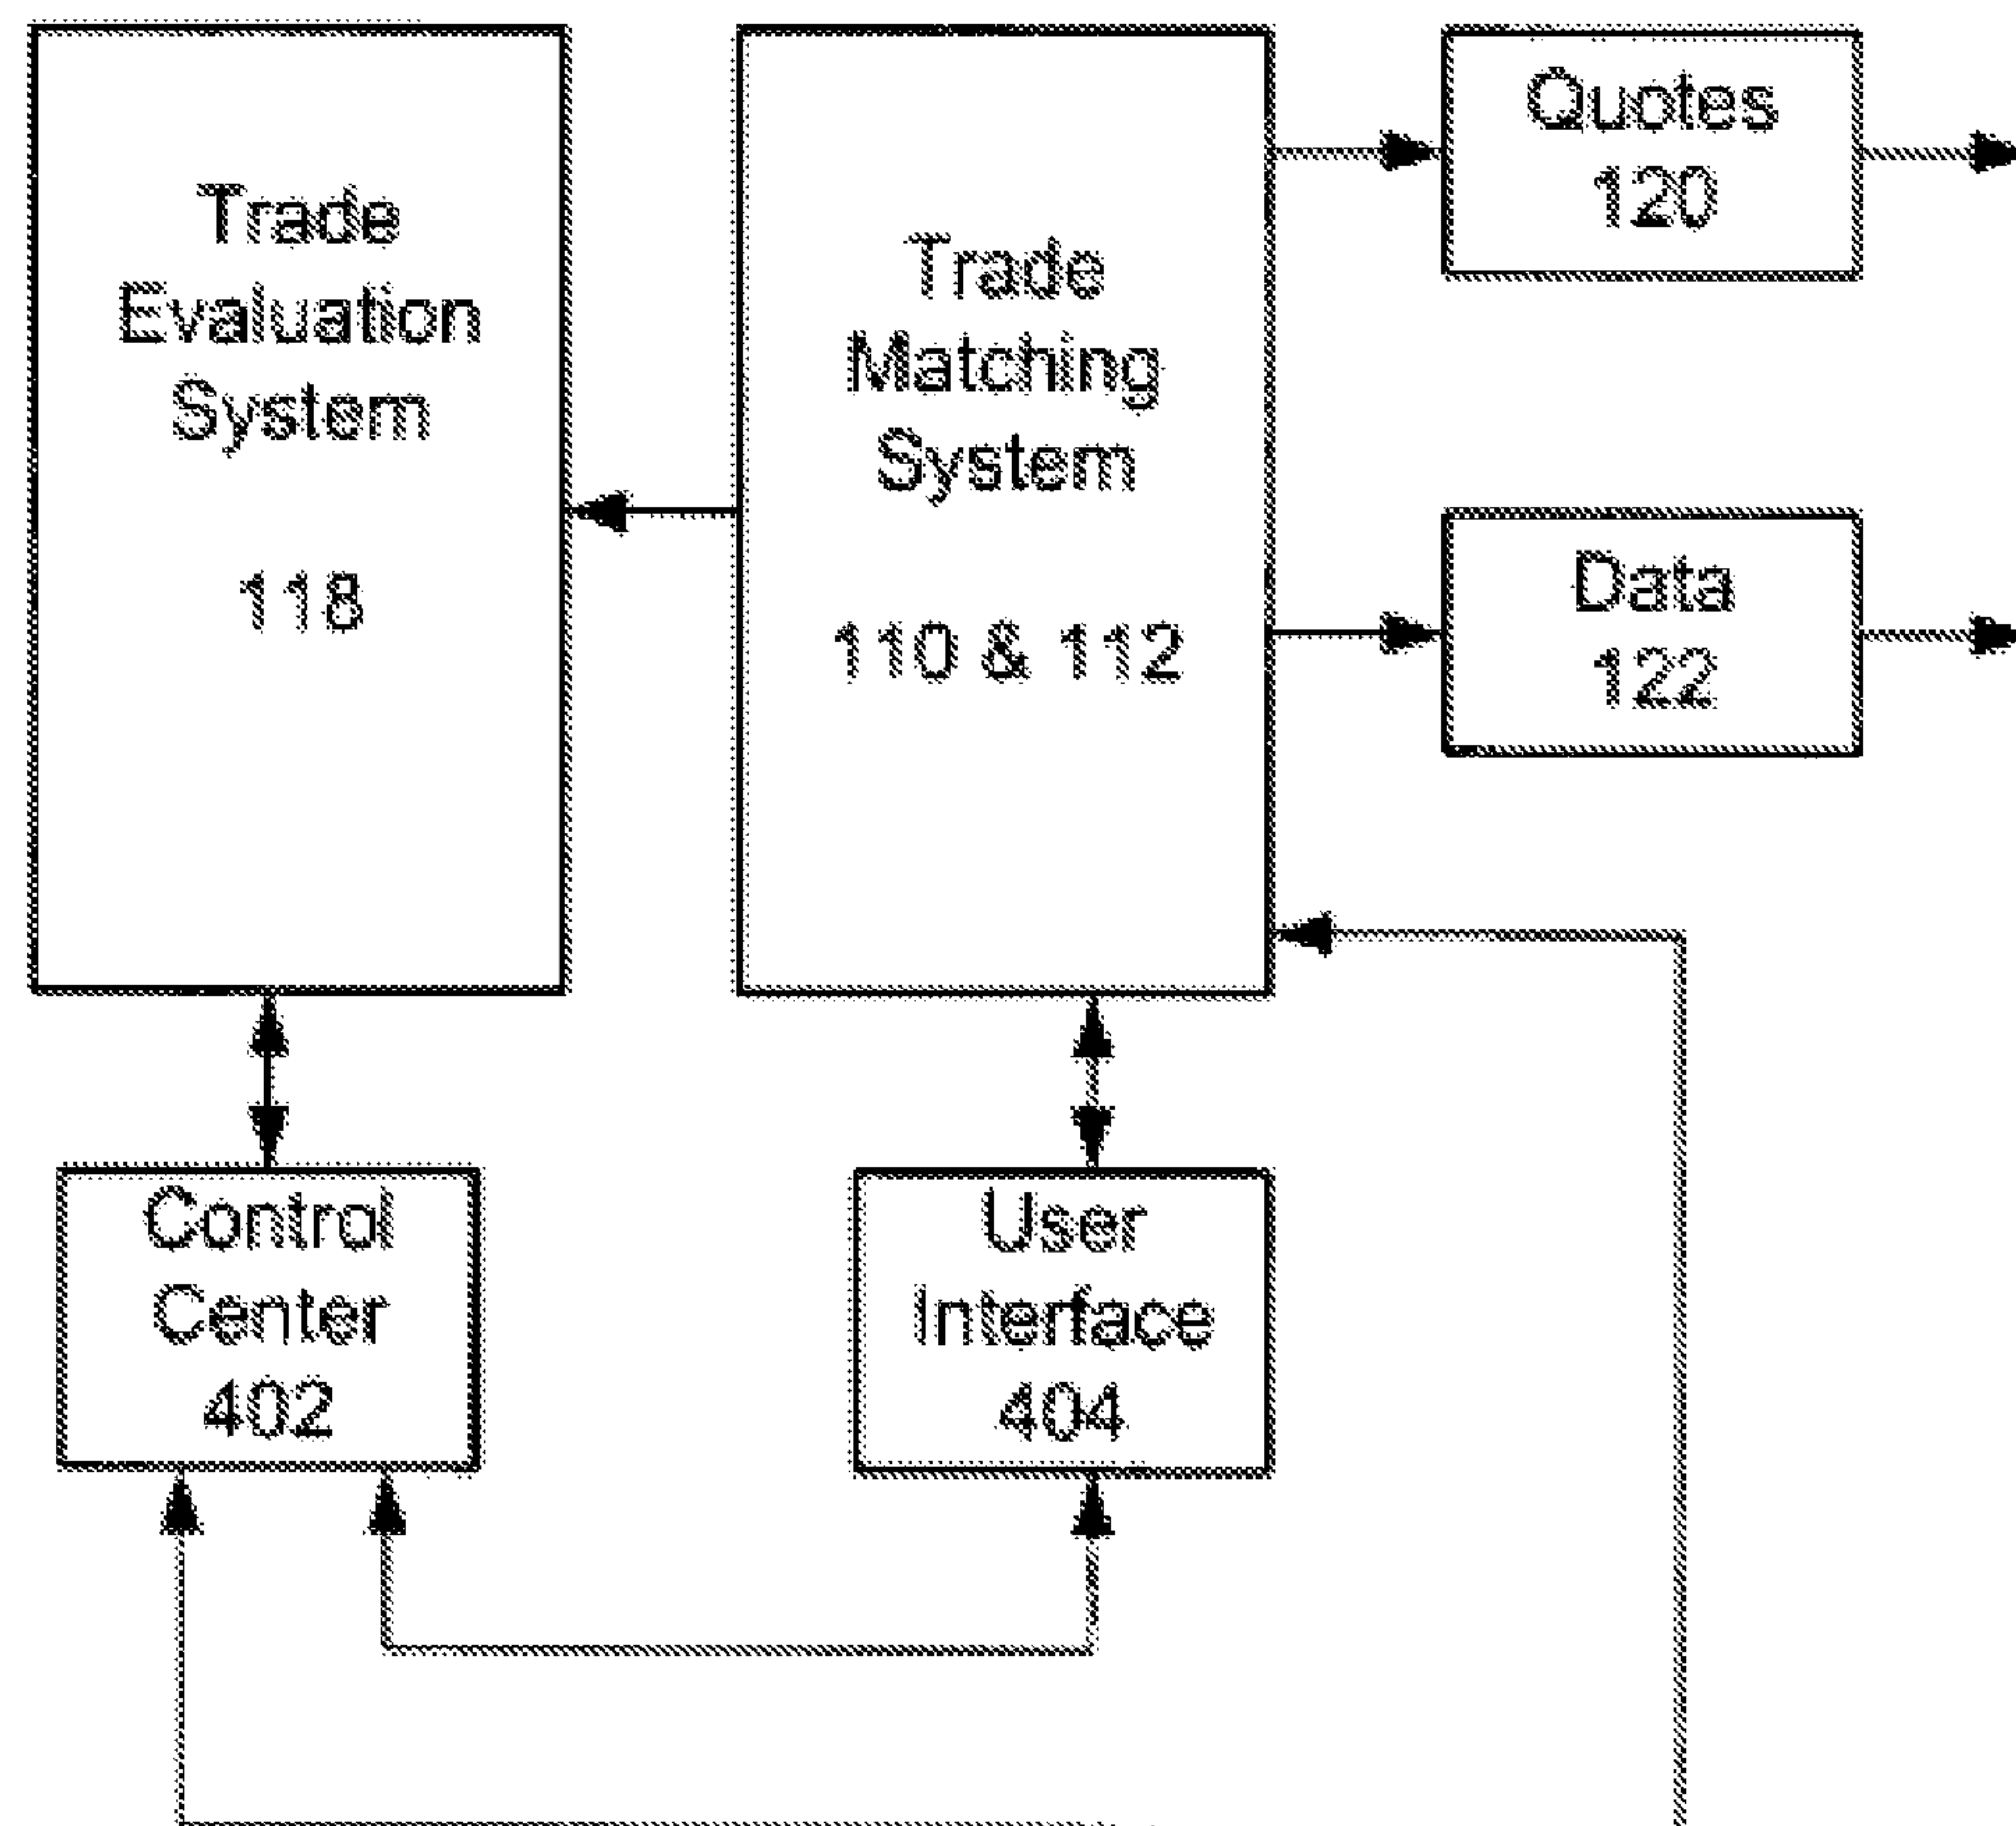 Trade
Evaluation
System
118
Trade
Matching
System
110 & 112
Quotes
120
Data
122
Control
Center
402
User
Interface
404